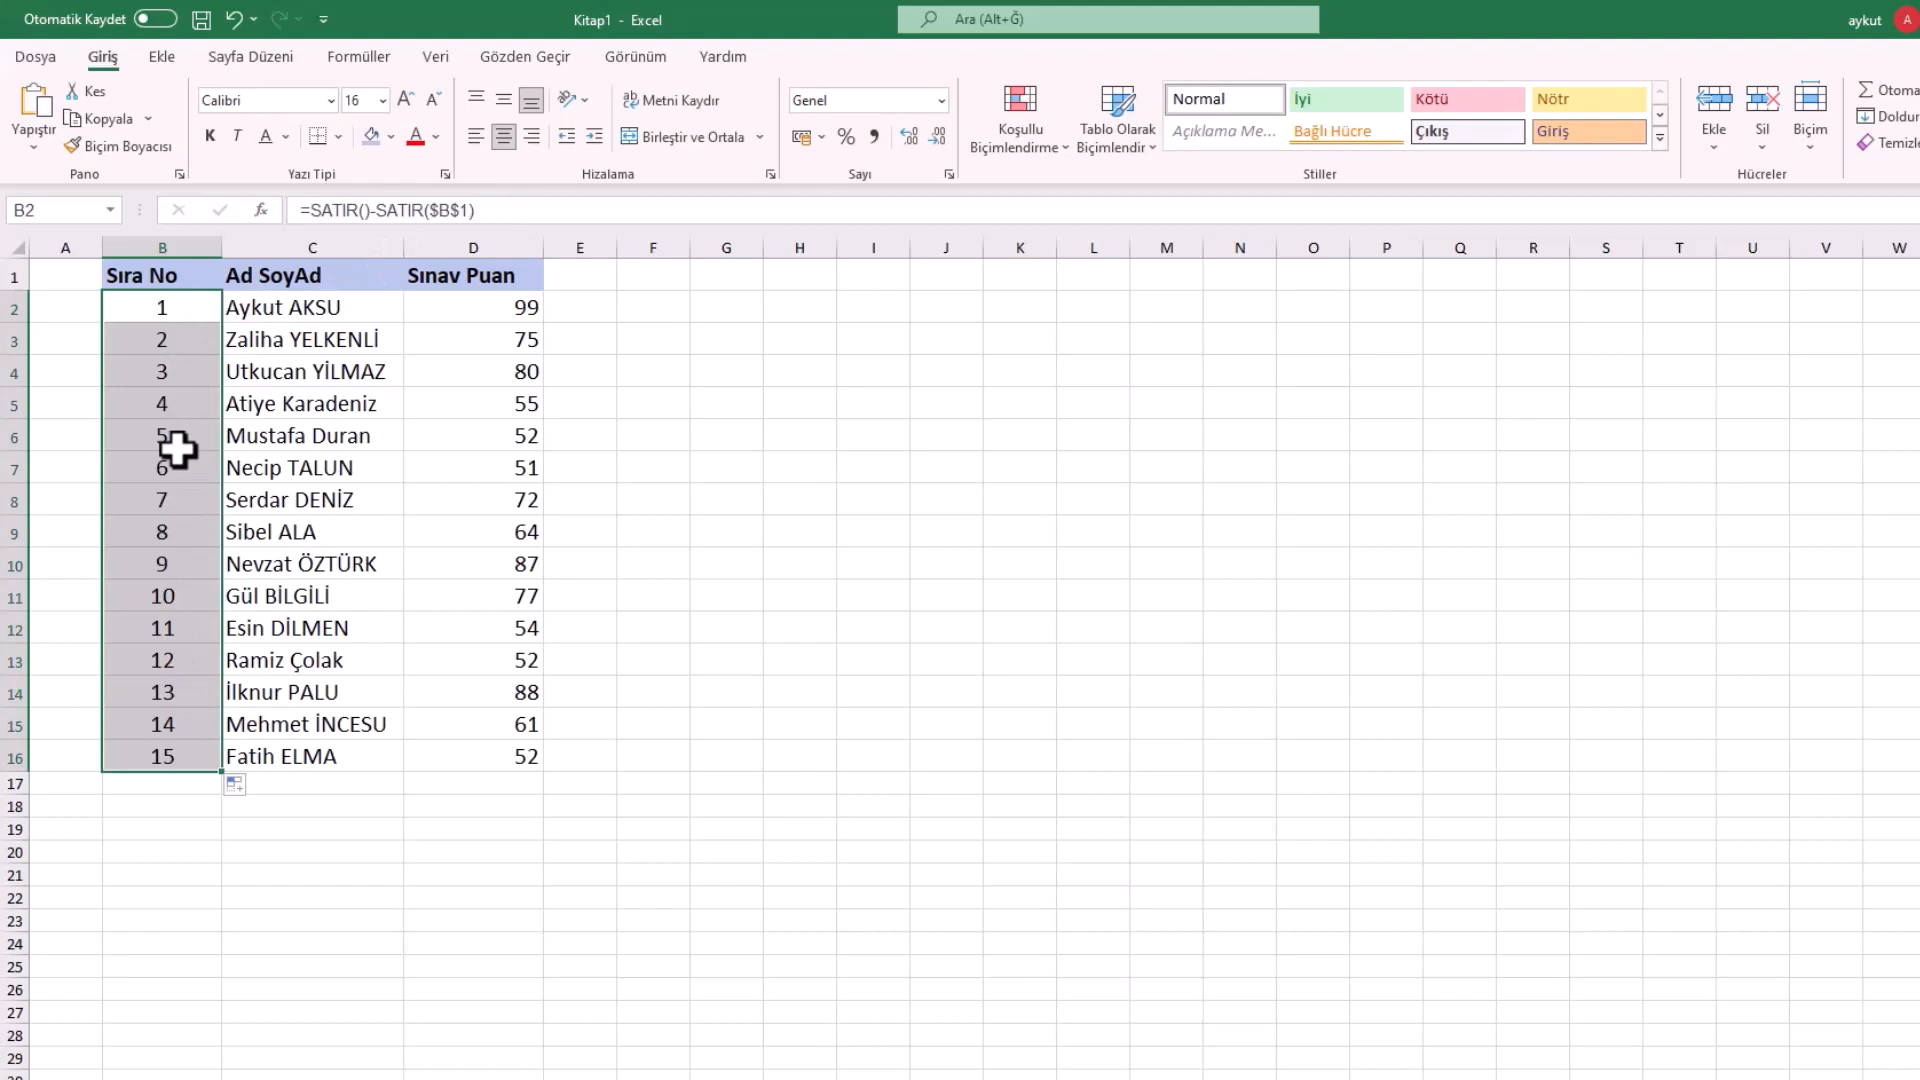 Otomatik Kaydet Kitap1 - Excel Ara (Alt+Ğ) aykut A
Dosya Giriş Ekle Sayfa Düzeni Formüller Veri Gözden Geçir Görünüm Yardım
Yapıştır
Kes
Kopyala
Biçim Boyacısı
Pano
Calibri 16
K T A
Yazı Tipi
Metni Kaydır
Birleştir ve Ortala
Hizalama
Genel
Sayı
Koşullu Biçimlendirme
Tablo Olarak Biçimlendir
Normal İyi Kötü Nötr
Açıklama Me... Bağlı Hücre Çıkış Giriş
Stiller
Ekle Sil Biçim
Hücreler
Otoma
Doldur
Temizle
B2 fx =SATIR()-SATIR($B$1)
A B C D E F G H I J K L M N O P Q R S T U V W
1 Sıra No Ad SoyAd Sınav Puan
2 1 Aykut AKSU 99
3 2 Zaliha YELKENLİ 75
4 3 Utkucan YİLMAZ 80
5 4 Atiye Karadeniz 55
6 5 Mustafa Duran 52
7 6 Necip TALUN 51
8 7 Serdar DENİZ 72
9 8 Sibel ALA 64
10 9 Nevzat ÖZTÜRK 87
11 10 Gül BİLGİLİ 77
12 11 Esin DİLMEN 54
13 12 Ramiz Çolak 52
14 13 İlknur PALU 88
15 14 Mehmet İNCESU 61
16 15 Fatih ELMA 52
17
18
19
20
21
22
23
24
25
26
27
28
29